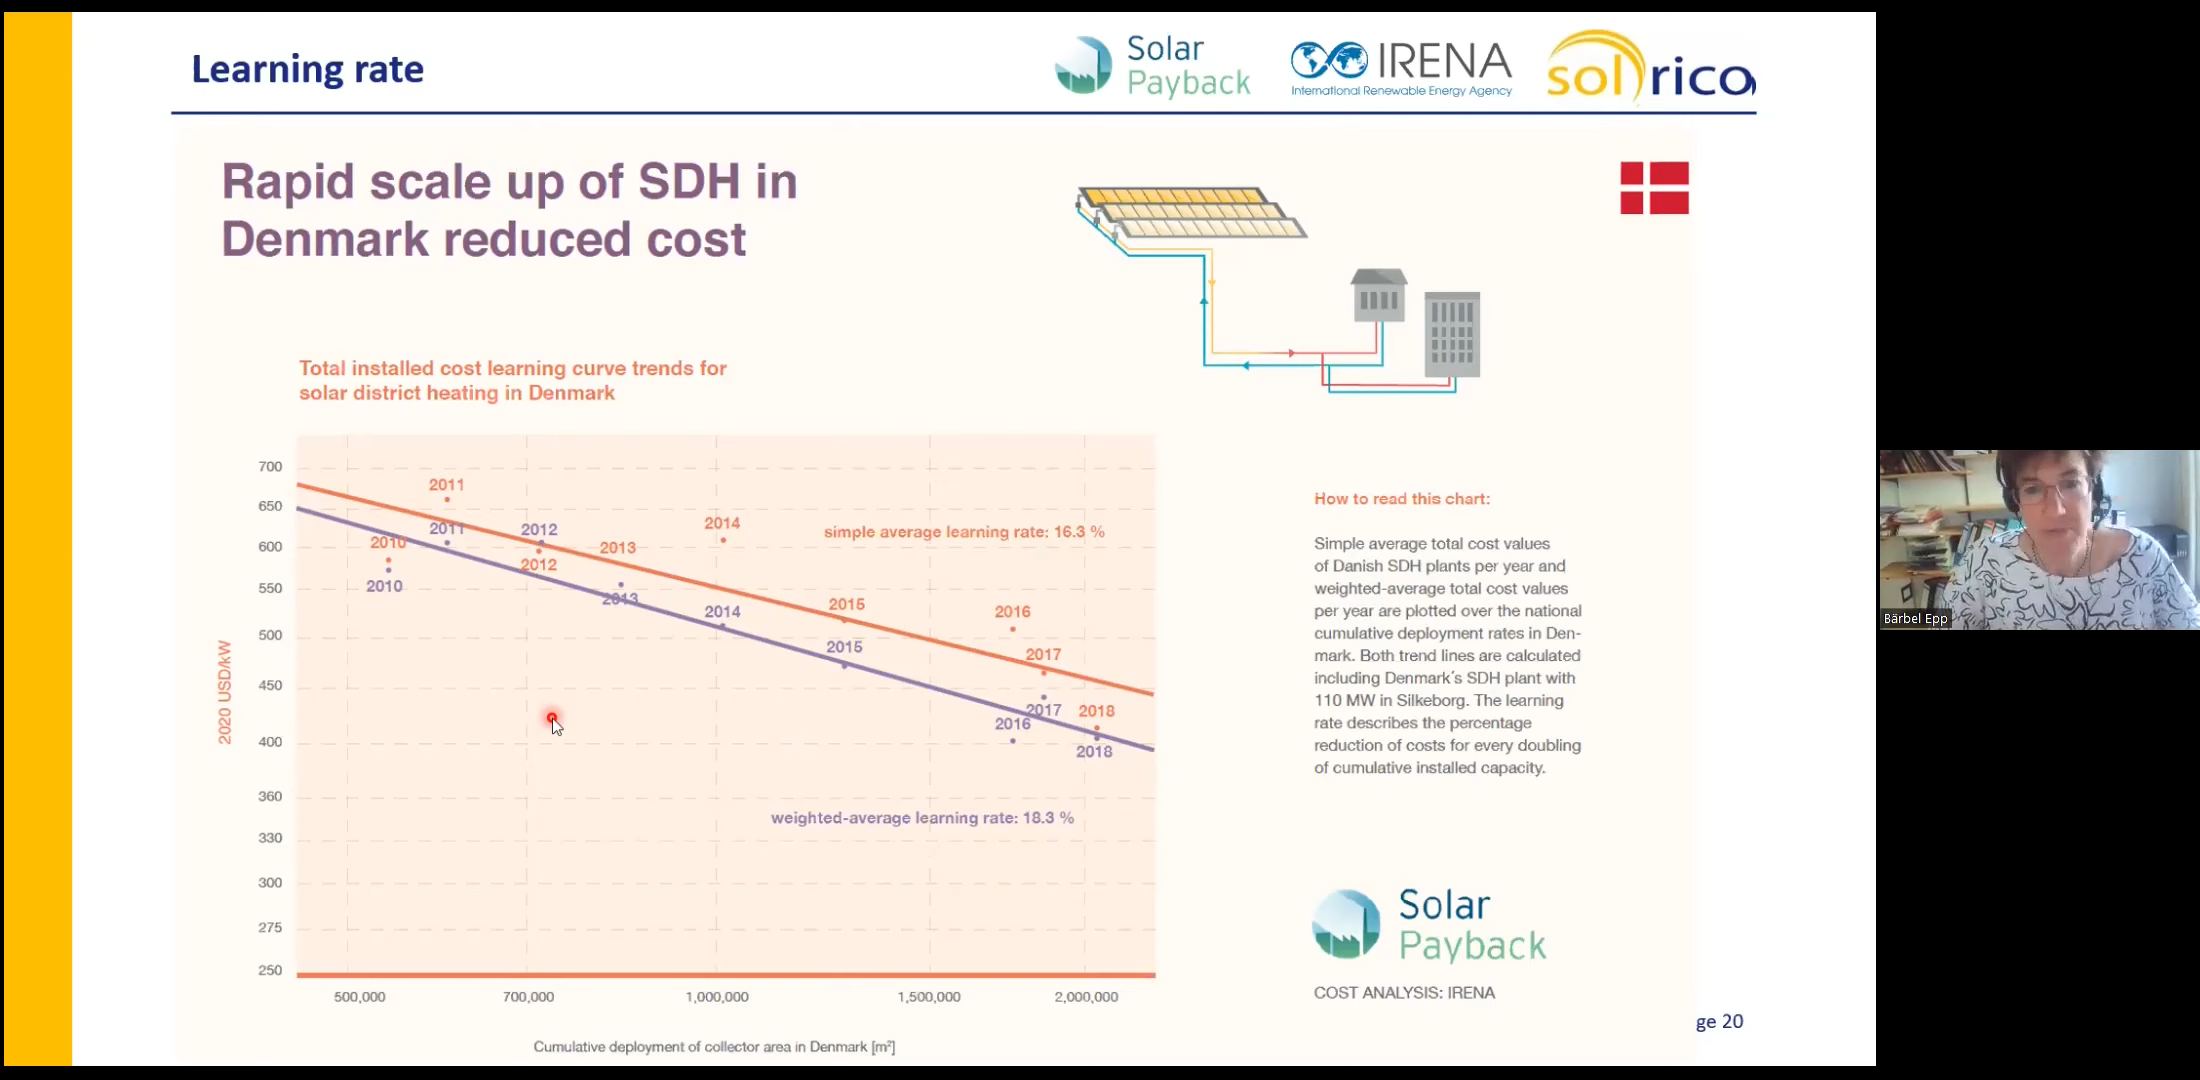 Learning rate
Solar
Payback
IRENA
International Renewable Energy Agency
sol rico
Rapid scale up of SDH in
Denmark reduced cost
Total installed cost learning curve trends for
solar district heating in Denmark
2020 USD/kW
700
650
600
550
500
450
400
360
330
300
275
250
2011
2011
2010
2010
2012
2012
2013
2013
2014
2014
2015
2015
2016
2016
2017
2017
2018
2018
simple average learning rate: 16.3 %
weighted-average learning rate: 18.3 %
500,000
700,000
1,000,000
1,500,000
2,000,000
Cumulative deployment of collector area in Denmark [m²]
How to read this chart:
Simple average total cost values
of Danish SDH plants per year and
weighted-average total cost values
per year are plotted over the national
cumulative deployment rates in Den-
mark. Both trend lines are calculated
including Denmark´s SDH plant with
110 MW in Silkeborg. The learning
rate describes the percentage
reduction of costs for every doubling
of cumulative installed capacity.
Solar
Payback
COST ANALYSIS: IRENA
ge 20
Bärbel Epp